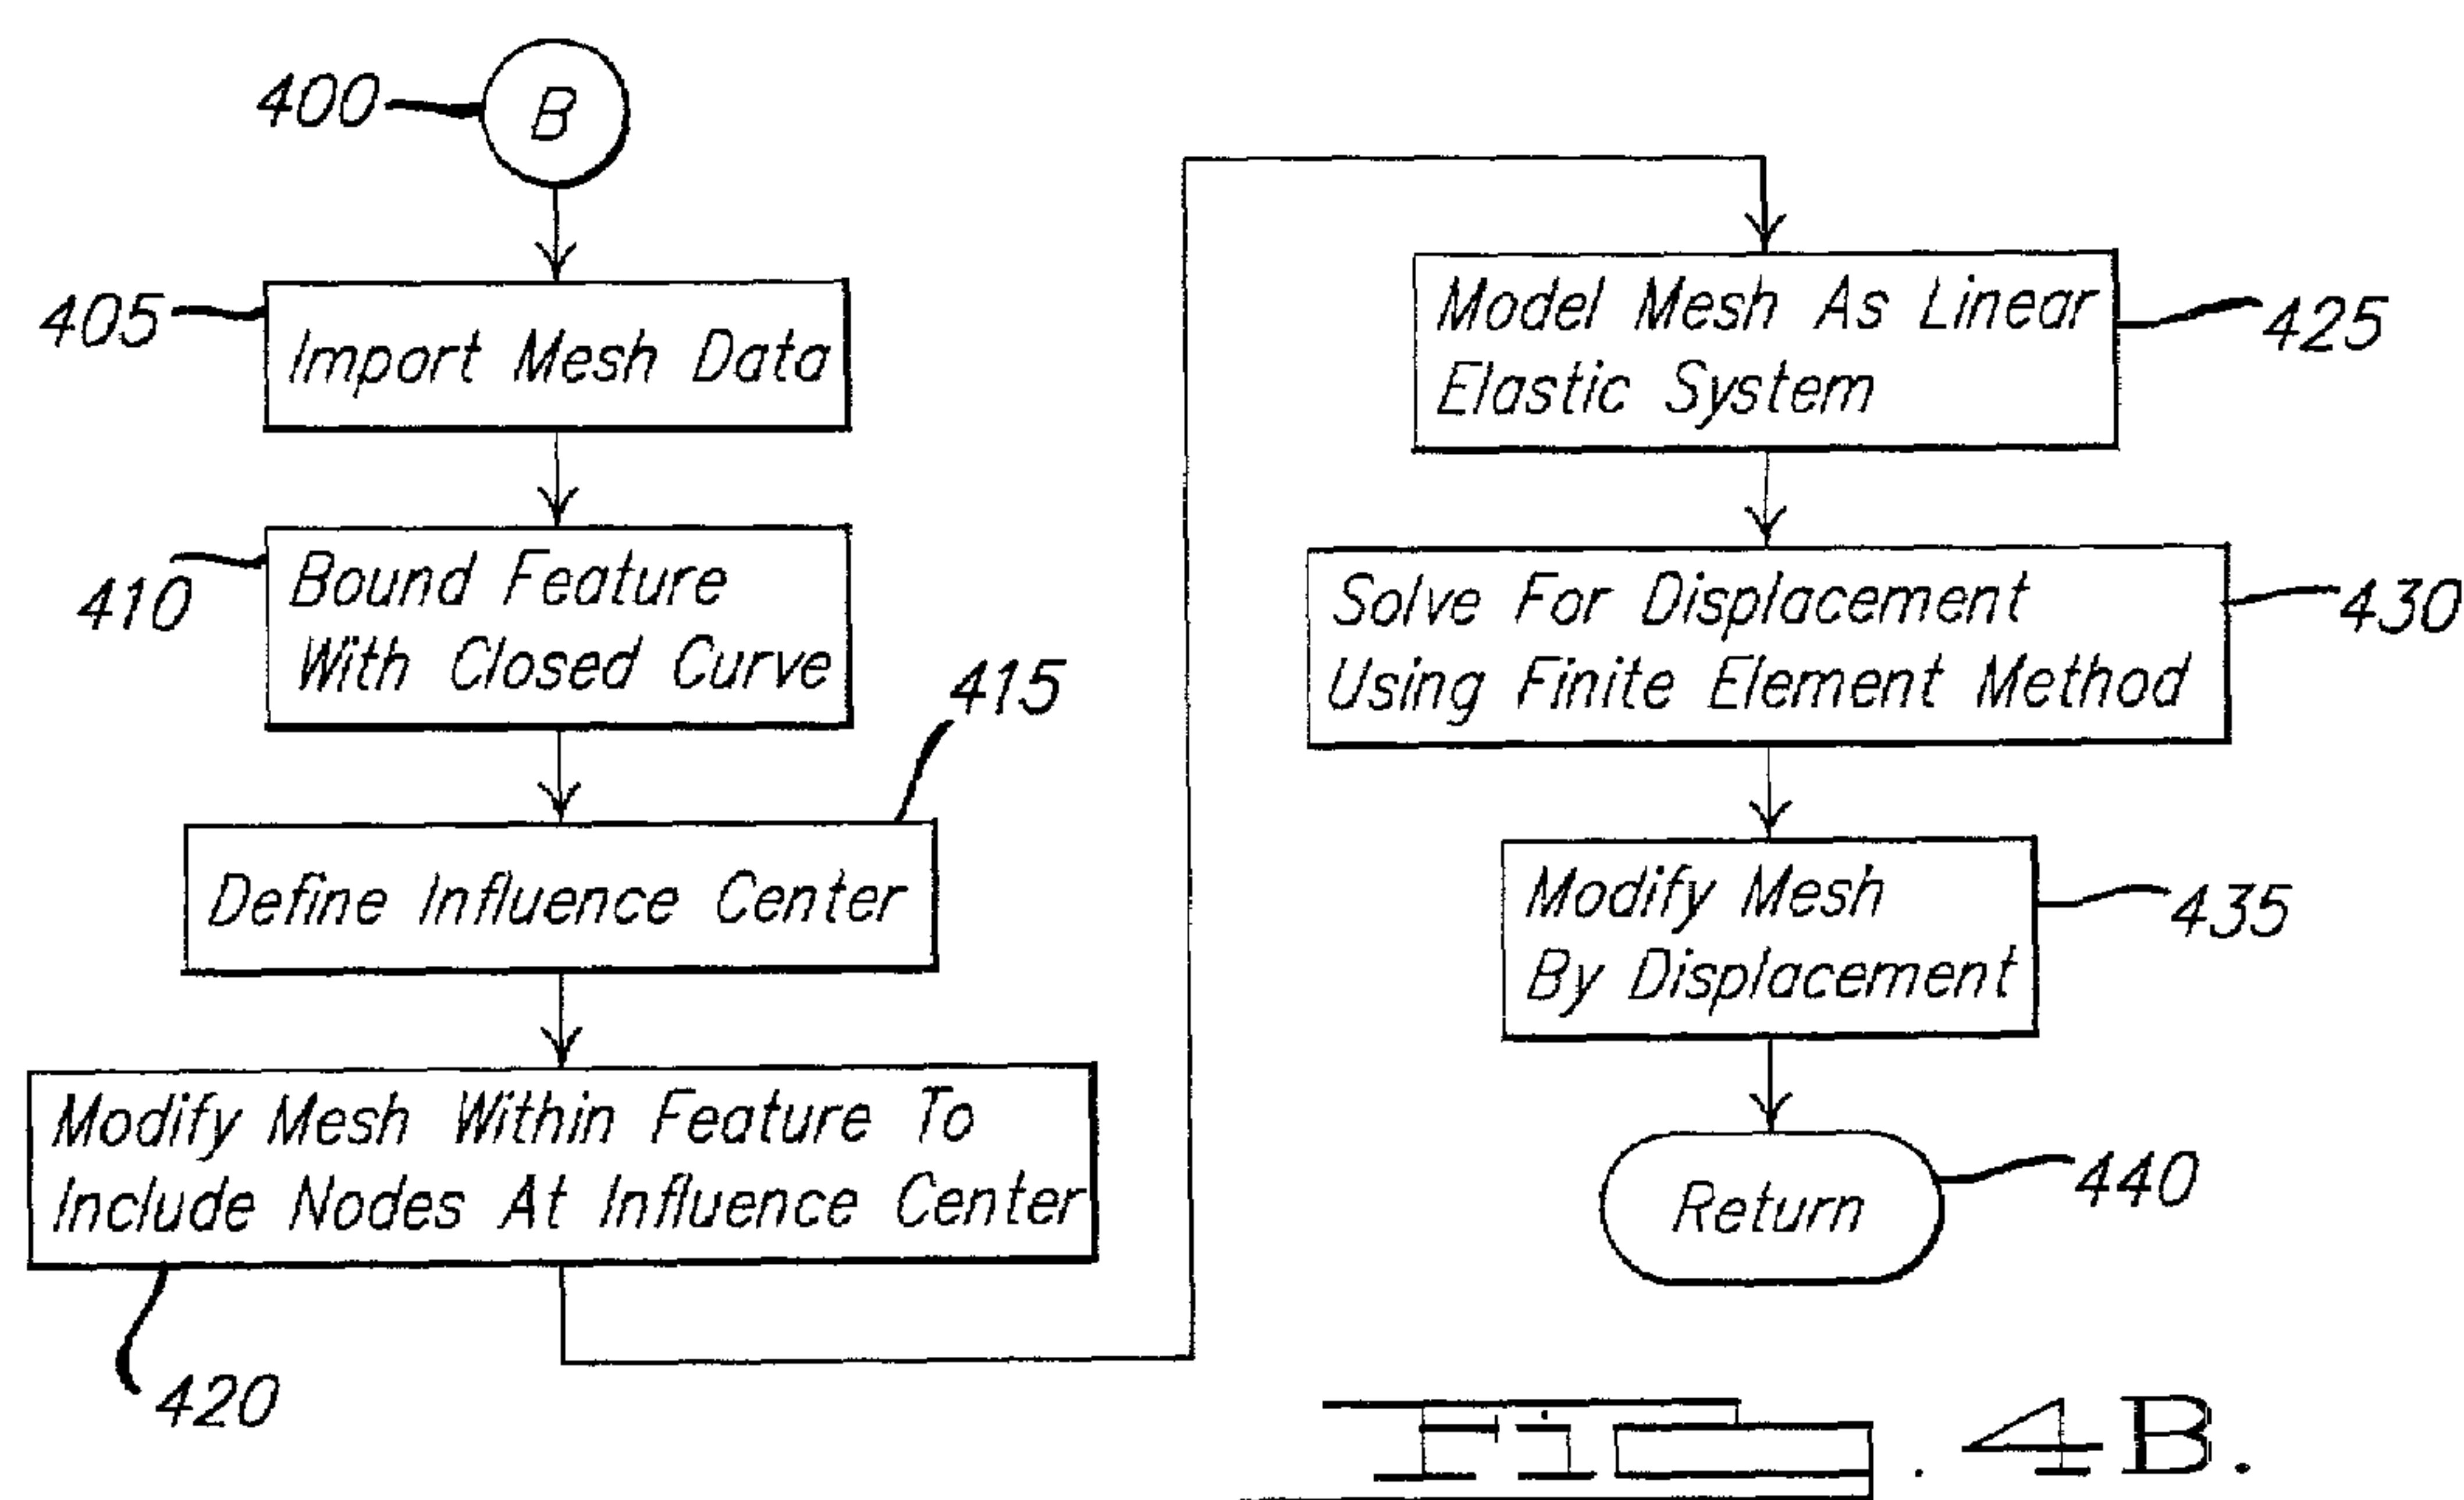 400
B
405
Import Mesh Data
410
Bound Feature
With Closed Curve
415
Define Influence Center
Modify Mesh Within Feature To
Include Nodes At Influence Center
420
Model Mesh As Linear
Elastic System
425
Solve For Displacement
Using Finite Element Method
430
Modify Mesh
By Displacement
435
Return
440
Fig. 4B.